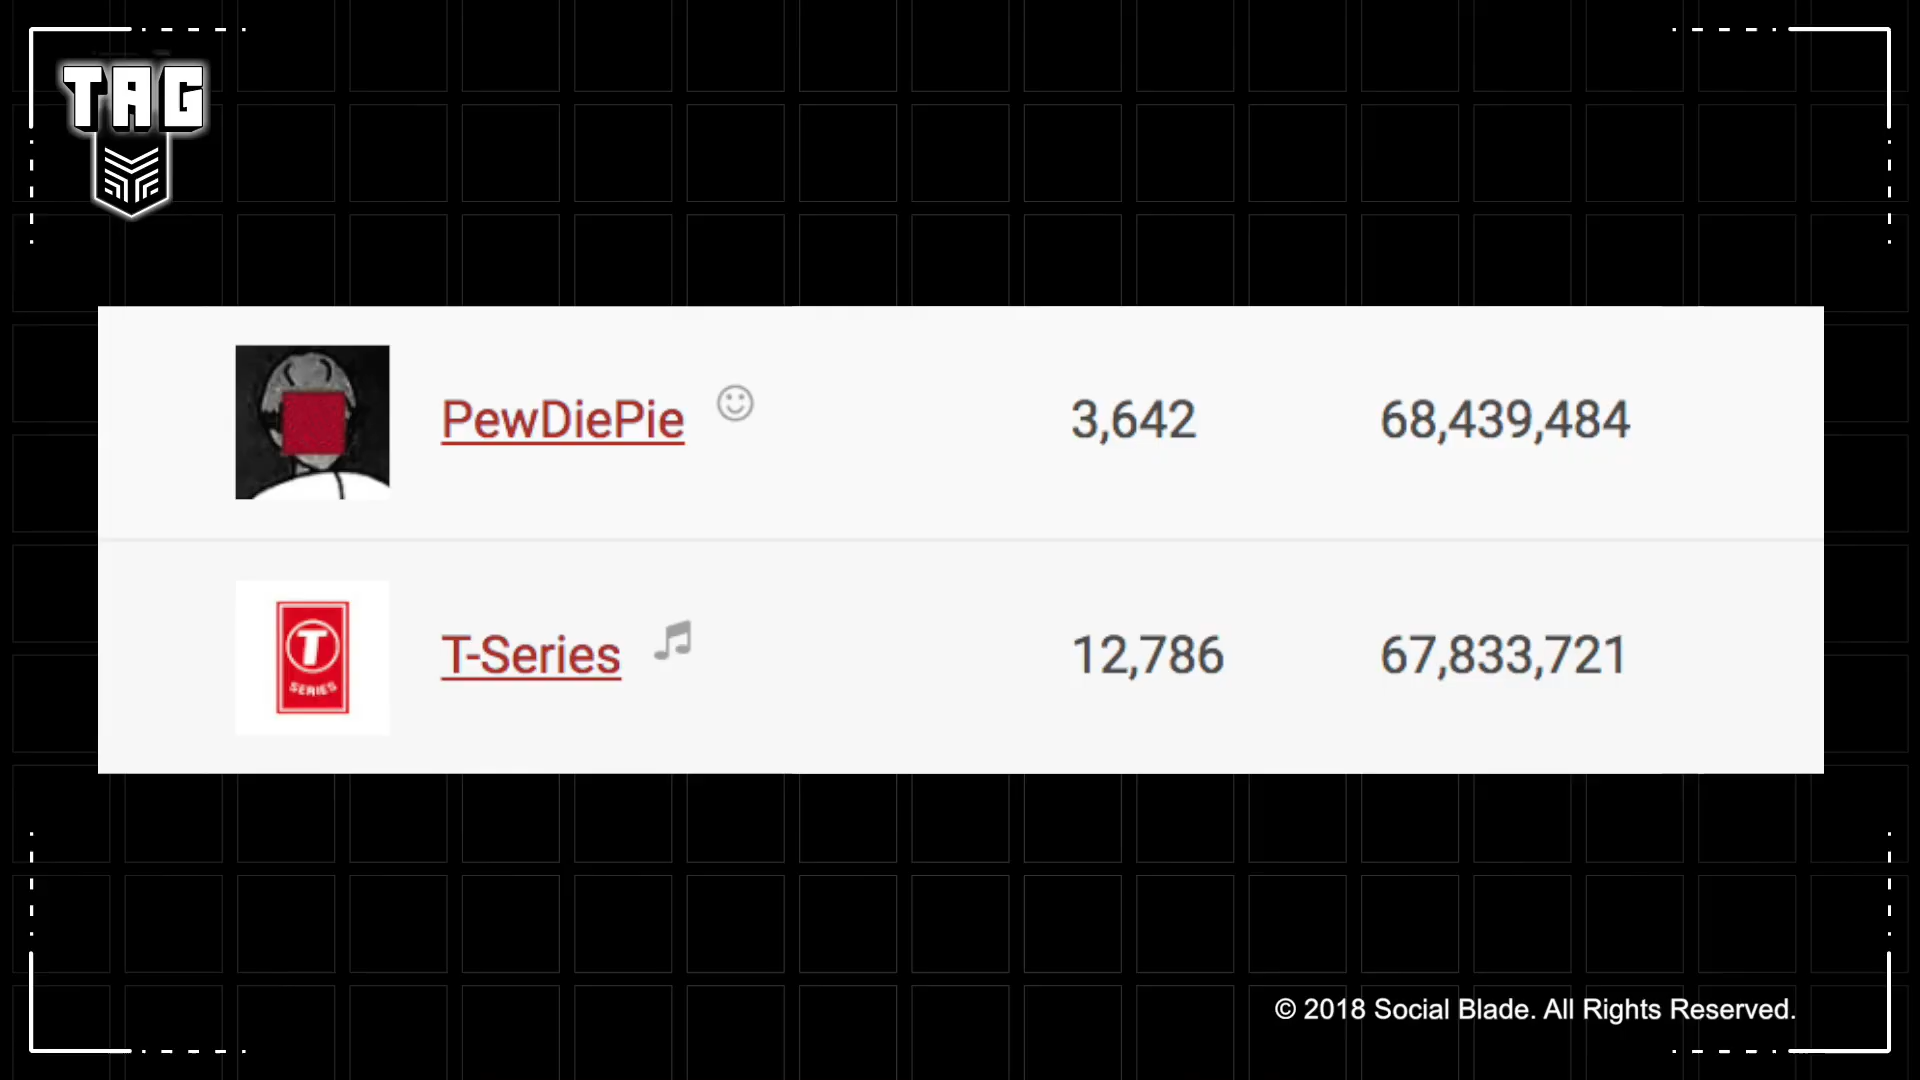 TAG
PewDiePie 3,642 68,439,484
T SERIES
T-Series 12,786 67,833,721
© 2018 Social Blade. All Rights Reserved.